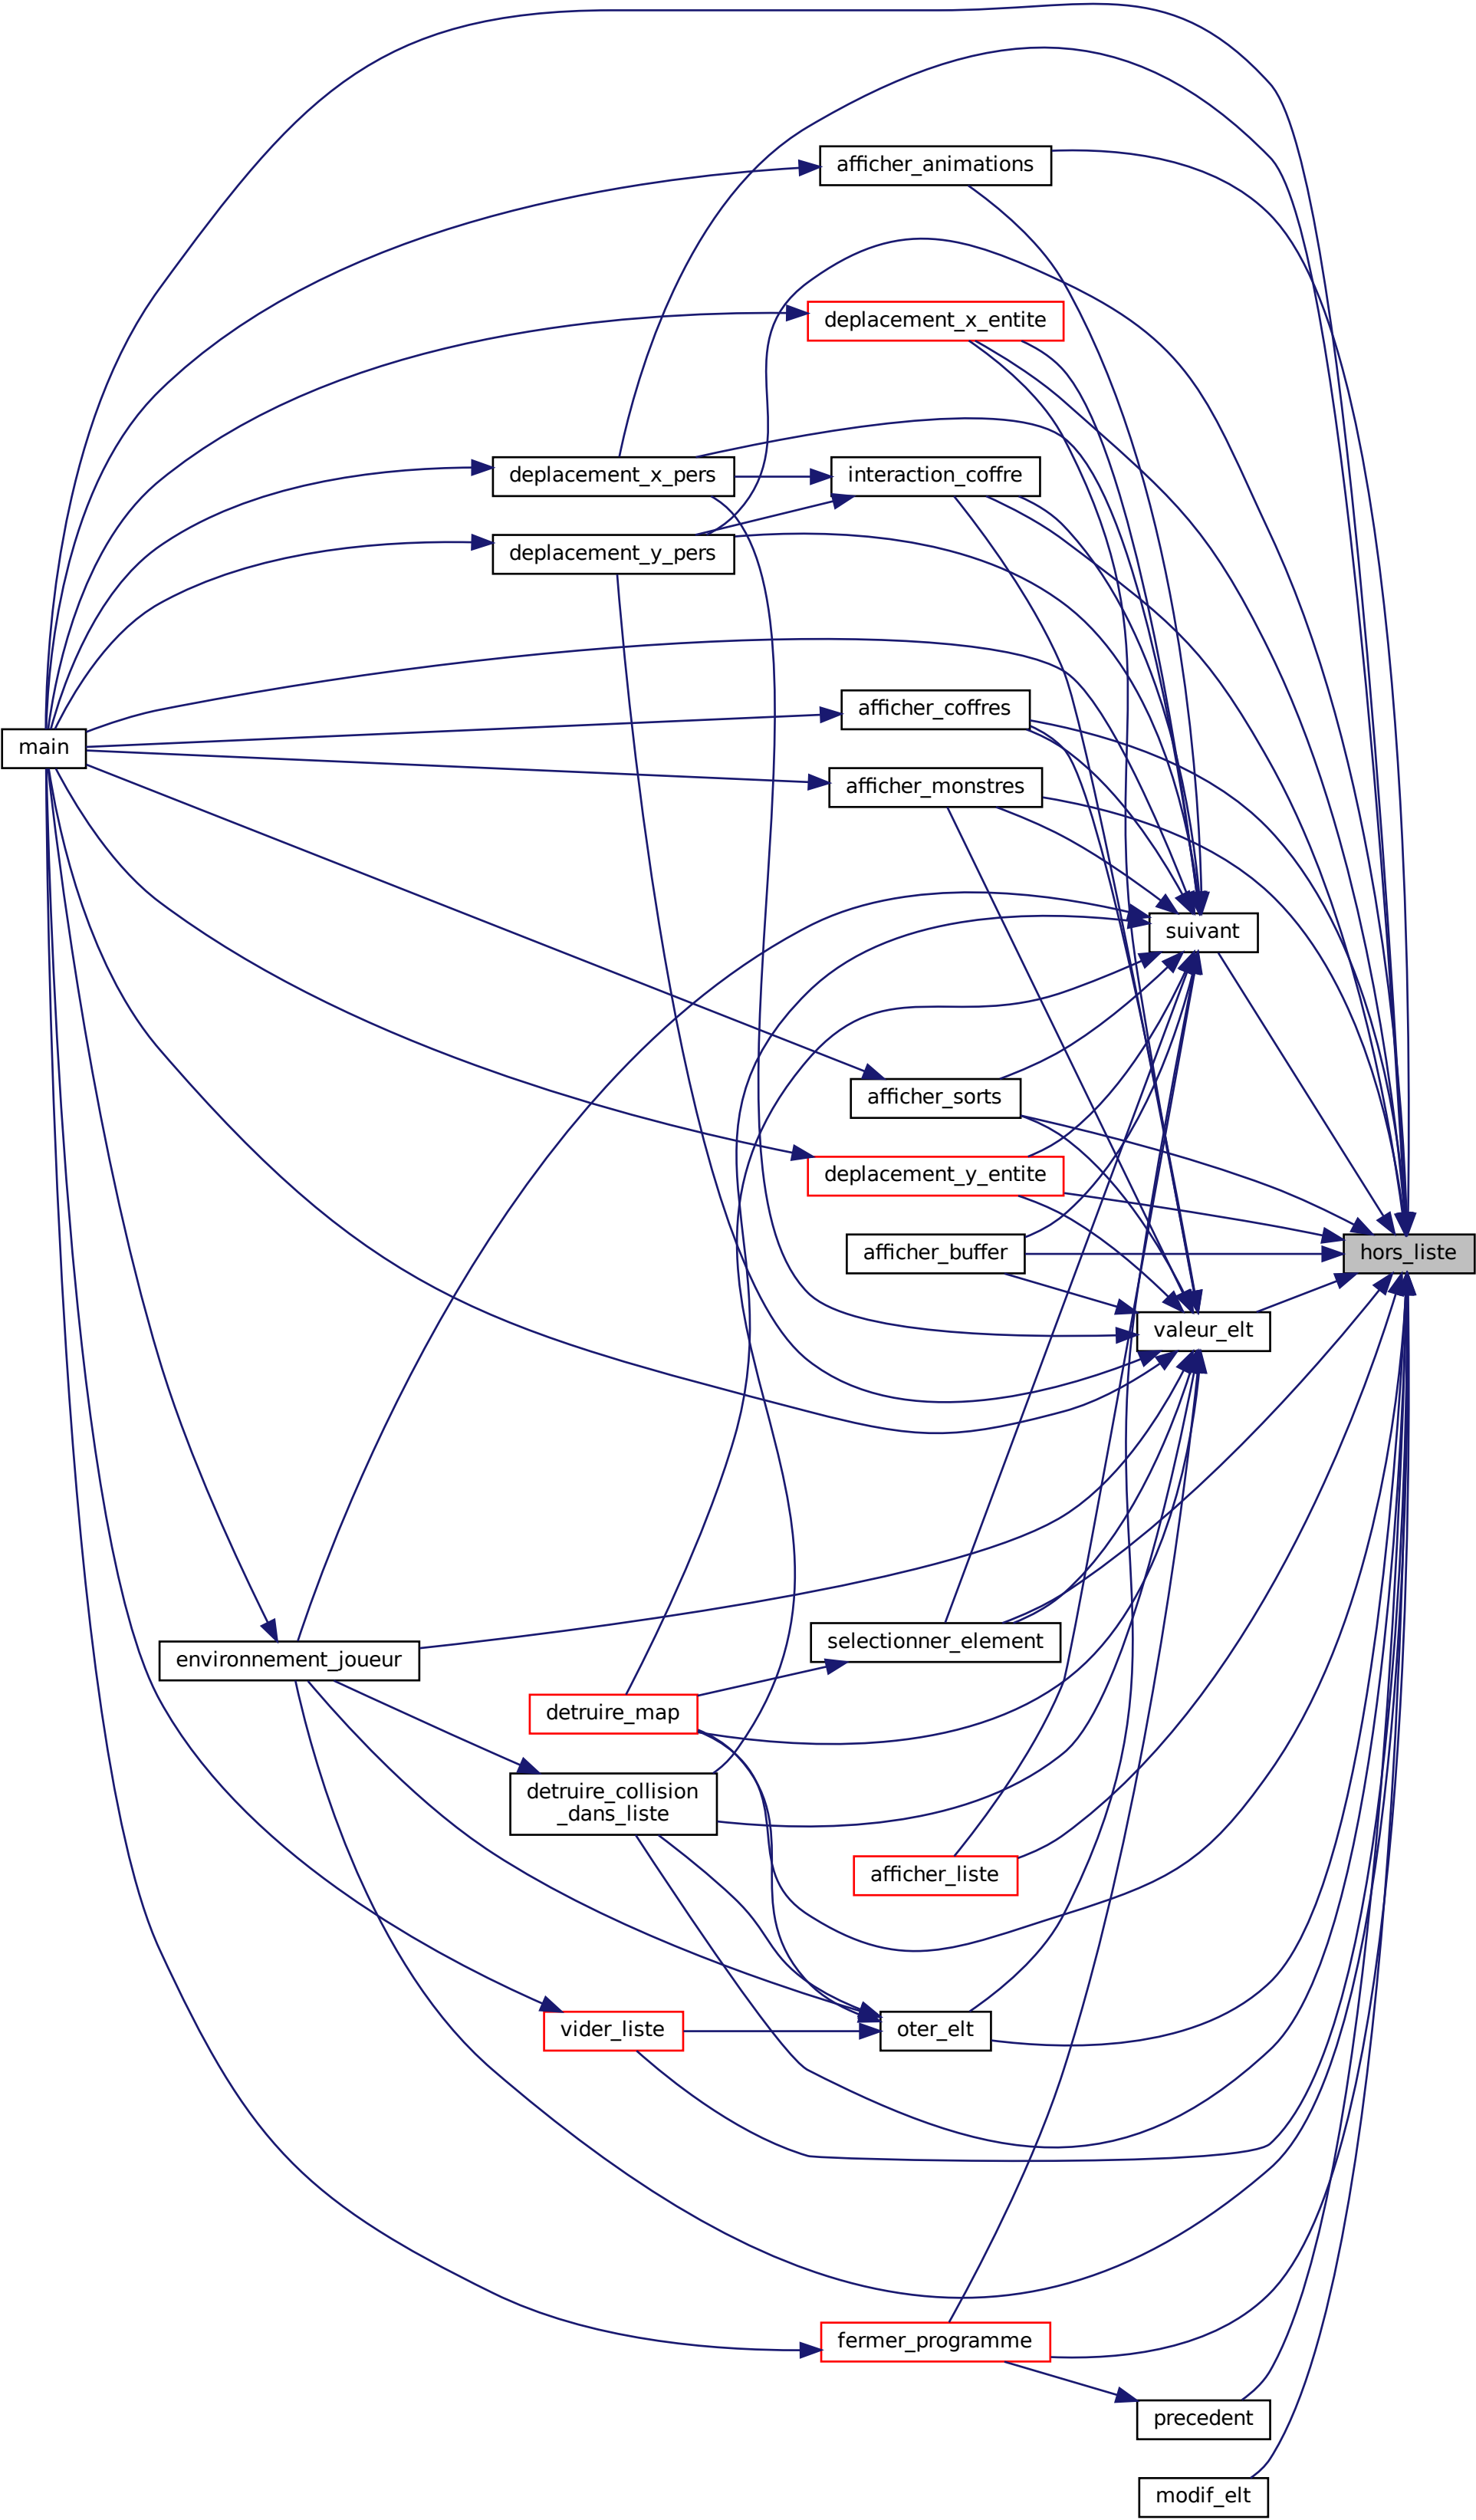 afficher_animations
deplacement_x_entite
deplacement_x_pers
interaction_coffre
deplacement_y_pers
afficher_coffres
main
afficher_monstres
suivant
afficher_sorts
deplacement_y_entite
afficher_buffer
hors_liste
valeur_elt
selectionner_element
environnement_joueur
detruire_map
detruire_collision
_dans_liste
afficher_liste
vider_liste
oter_elt
fermer_programme
precedent
modif_elt